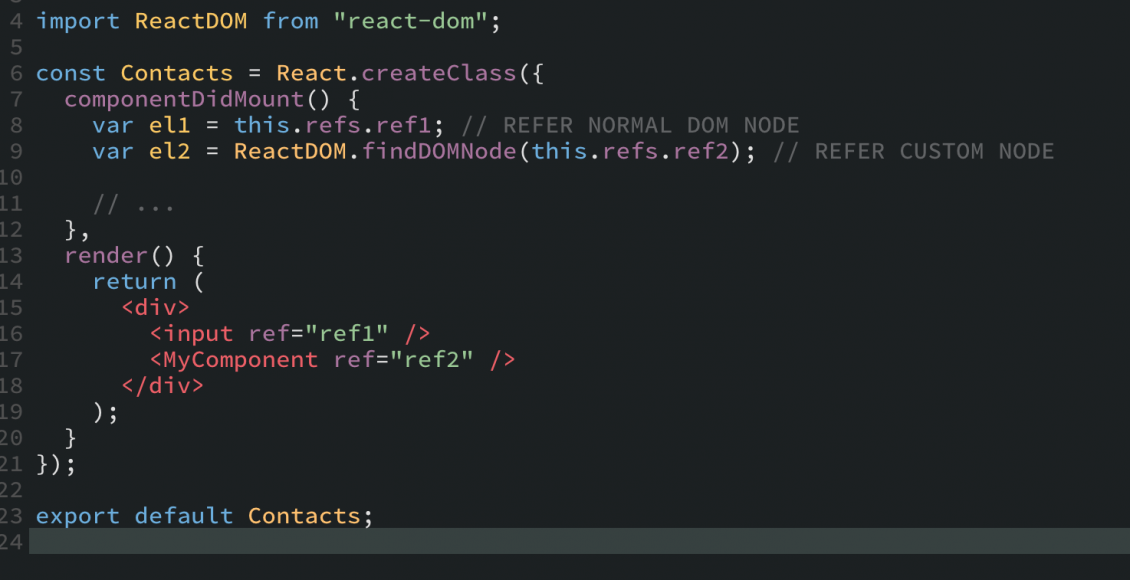 4 import ReactDOM from "react-dom";
5
6 const Contacts = React.createClass({
7   componentDidMount() {
8     var el1 = this.refs.ref1; // REFER NORMAL DOM NODE
9     var el2 = ReactDOM.findDOMNode(this.refs.ref2); // REFER CUSTOM NODE
10
11     // ...
12   },
13   render() {
14     return (
15       <div>
16         <input ref="ref1" />
17         <MyComponent ref="ref2" />
18       </div>
19     );
20   }
21 });
22
23 export default Contacts;
24